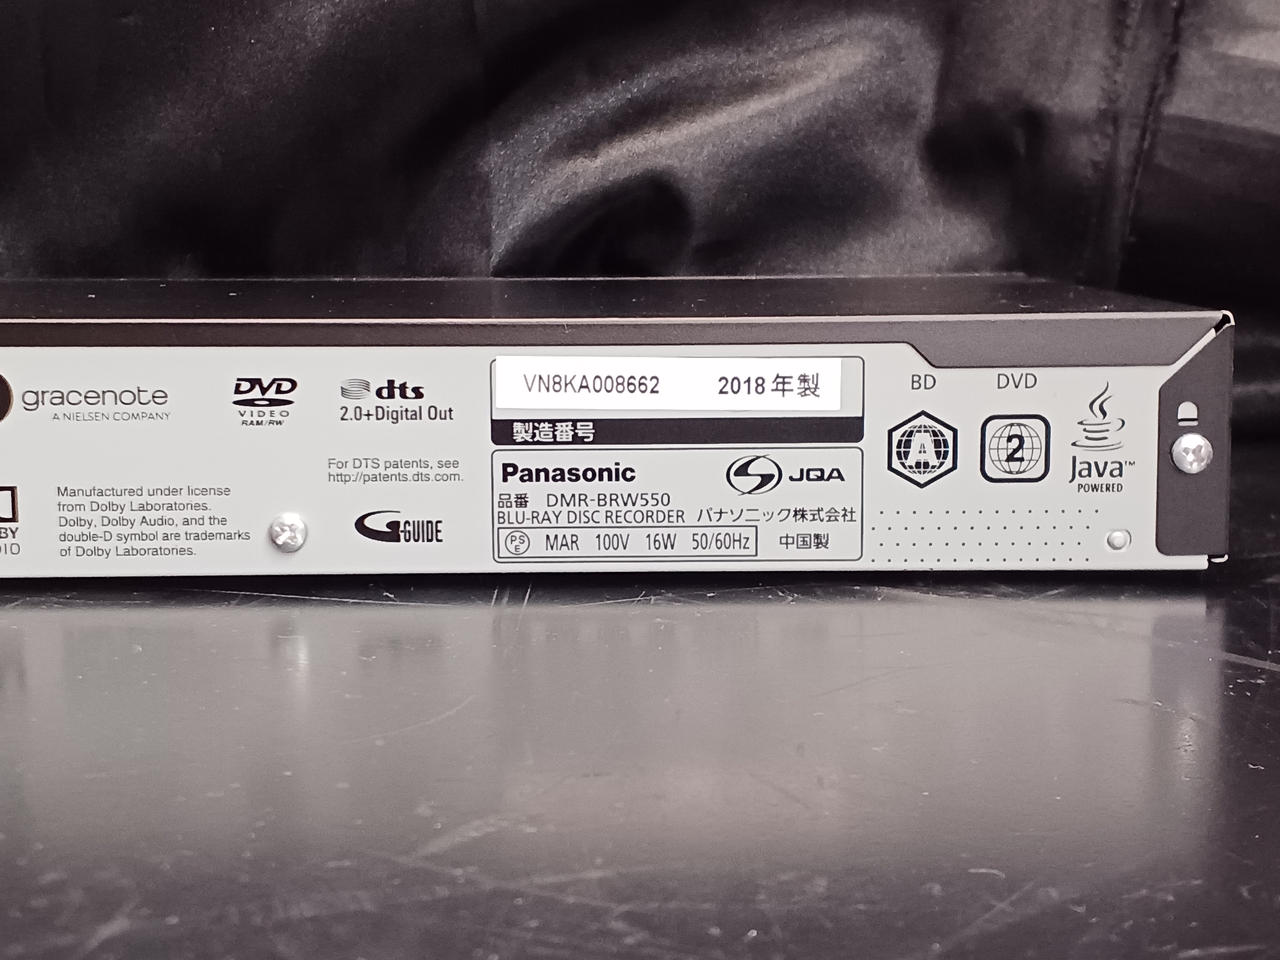 gracenote
A NIELSEN COMPANY
DVD
VIDEO
RAM/RW
dts
2.0+Digital Out
For DTS patents, see
http://patents.dts.com.
Manufactured under license
from Dolby Laboratories.
Dolby, Dolby Audio, and the
double-D symbol are trademarks
of Dolby Laboratories.
G-GUIDE
VN8KA008662 2018年製
製造番号
Panasonic JQA
品番 DMR-BRW550
BLU-RAY DISC RECORDER パナソニック株式会社
PSE MAR 100V 16W 50/60Hz 中国製
BD DVD
A 2
Java™
POWERED